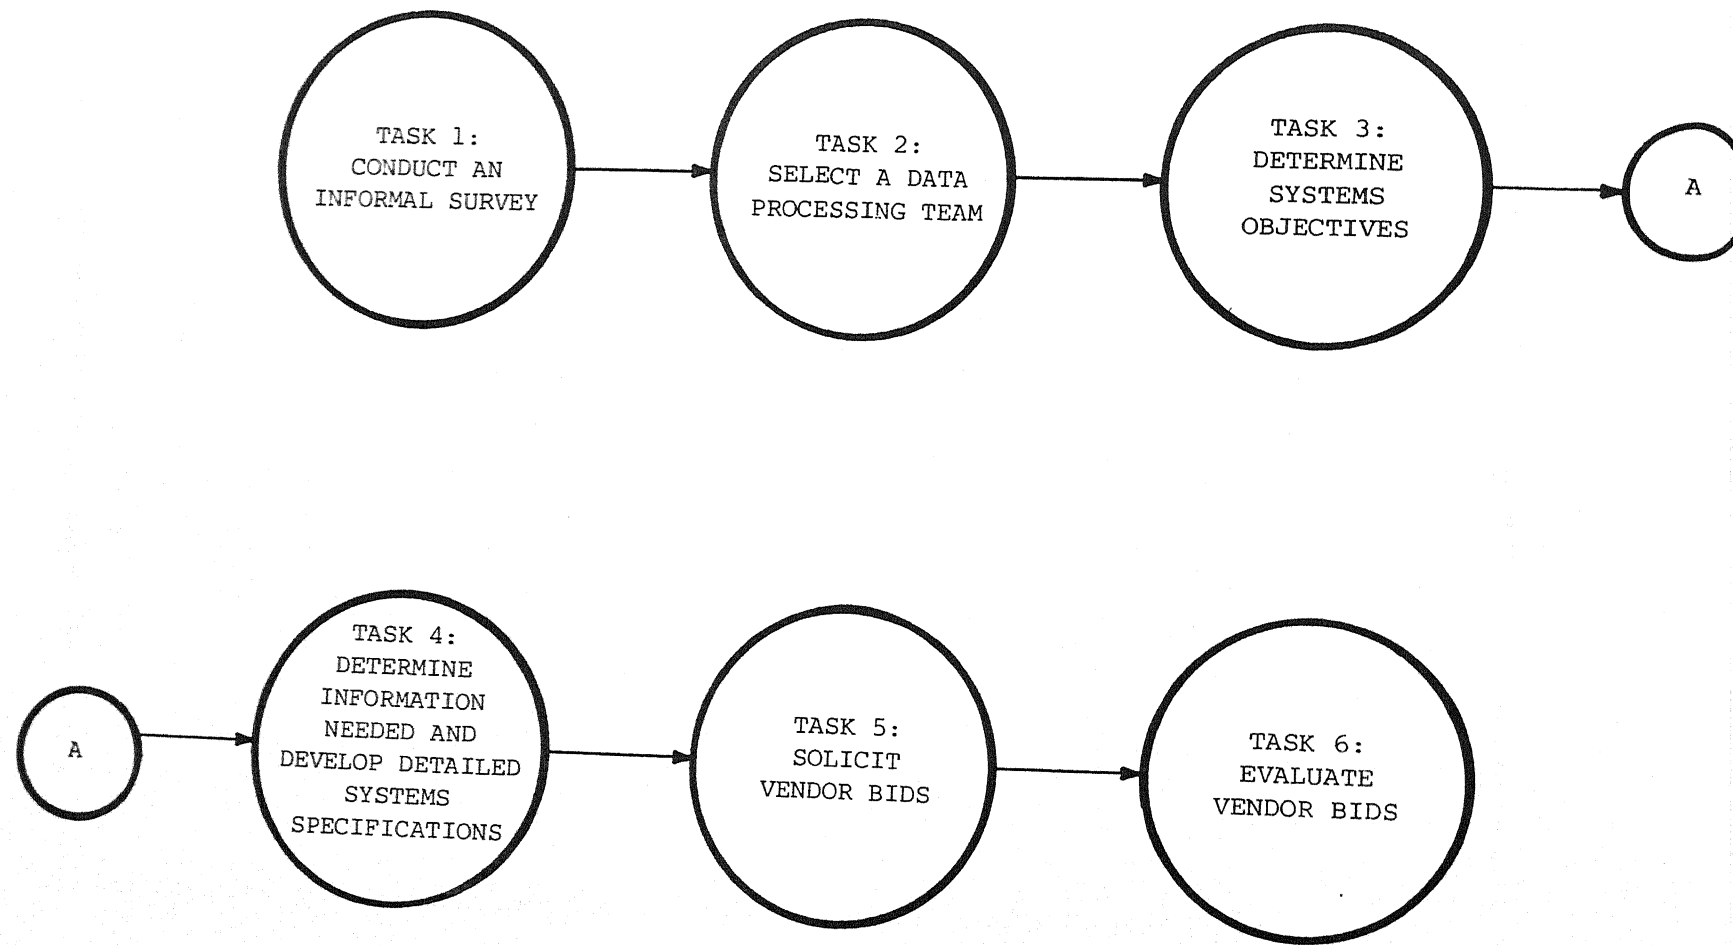 TASK 1:
CONDUCT AN
INFORMAL SURVEY
TASK 2:
SELECT A DATA
PROCESSING TEAM
TASK 3:
DETERMINE
SYSTEMS
OBJECTIVES
A
A
TASK 4:
DETERMINE
INFORMATION
NEEDED AND
DEVELOP DETAILED
SYSTEMS
SPECIFICATIONS
TASK 5:
SOLICIT
VENDOR BIDS
TASK 6:
EVALUATE
VENDOR BIDS